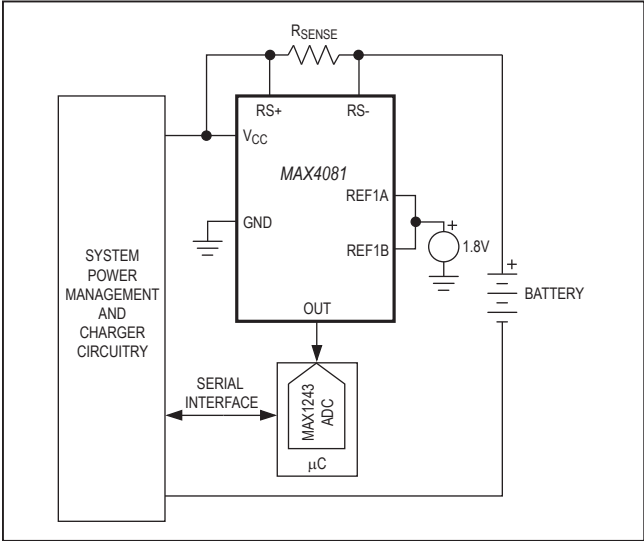 RSENSE
RS+
RS-
VCC
MAX4081
REF1A
GND
+
1.8V
REF1B
+
BATTERY
SYSTEM
POWER
MANAGEMENT
AND
CHARGER
CIRCUITRY
OUT
SERIAL
INTERFACE
MAX1243
ADC
μC